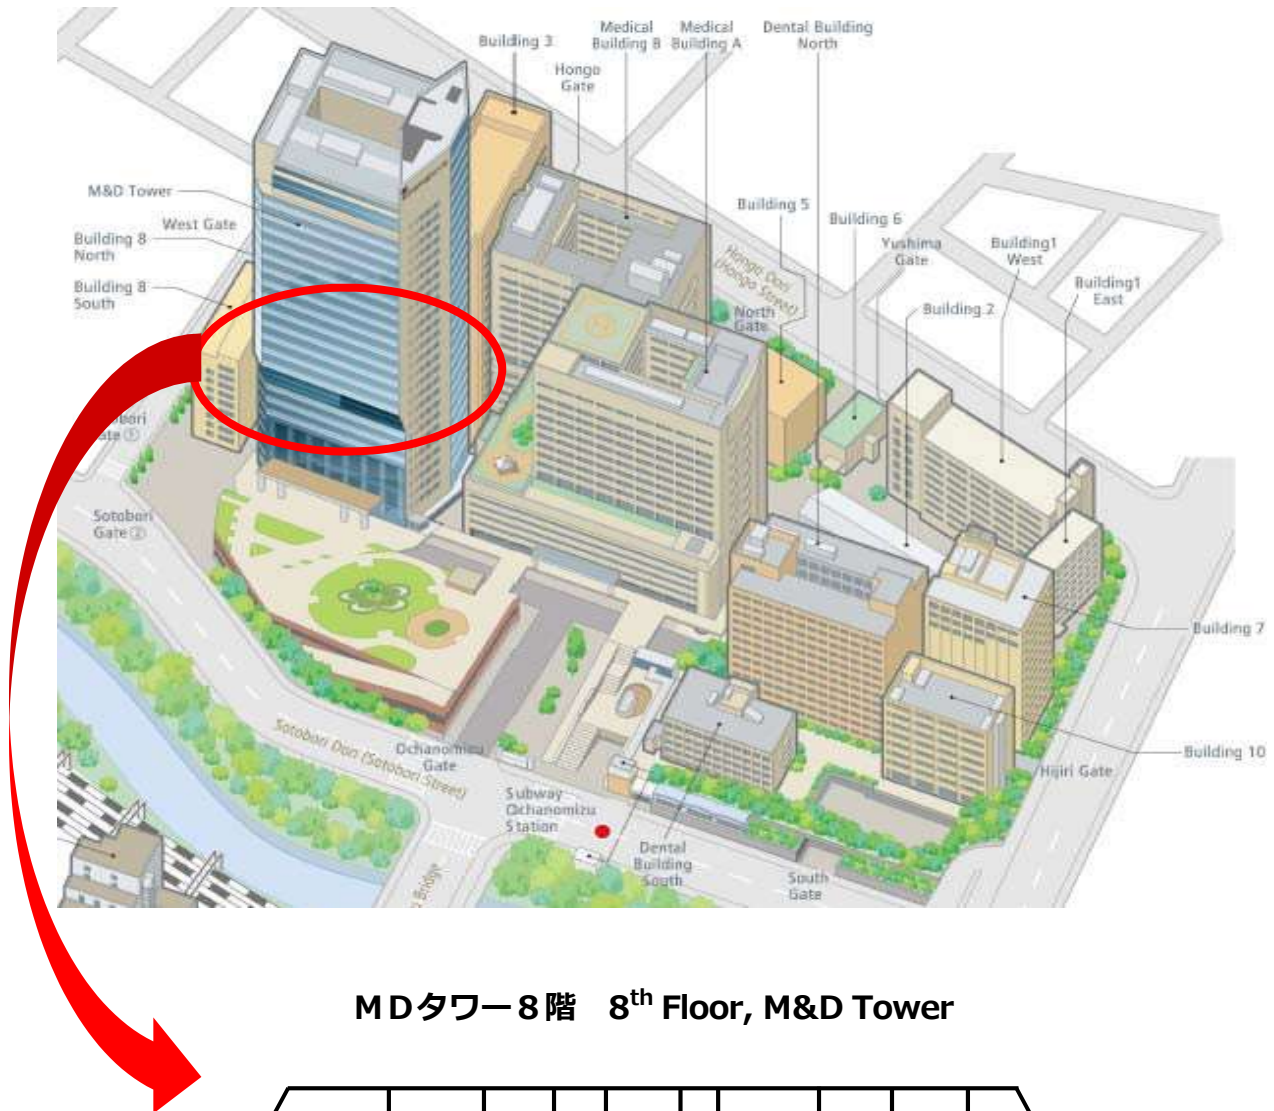 Building 3
Medical
Building B
Medical
Building A
Dental Building
North
Hongo
Gate
M&D Tower
West Gate
Building 8
North
Building 8
South
Building 5
Building 6
Yushima
Gate
Building1
West
Building1
East
Hongo Dori
(Hongo Street)
North
Gate
Building 2
Sotobori
Gate ②
Building 7
Building 10
Hijiri Gate
Sotobori Dori (Sotobori Street)
Ochanomizu
Gate
Subway
Ochanomizu
Station
Dental
Building
South
South
Gate
Bridge
ＭＤタワー８階　8th Floor, M&D Tower